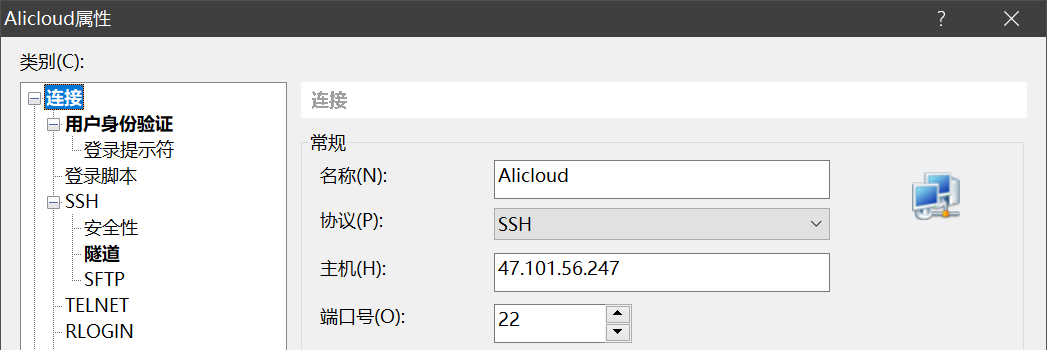 Alicloud属性
类别(C):
连接
用户身份验证
登录提示符
登录脚本
SSH
安全性
隧道
SFTP
TELNET
RLOGIN
连接
常规
名称(N): Alicloud
协议(P): SSH
主机(H): 47.101.56.247
端口号(O): 22